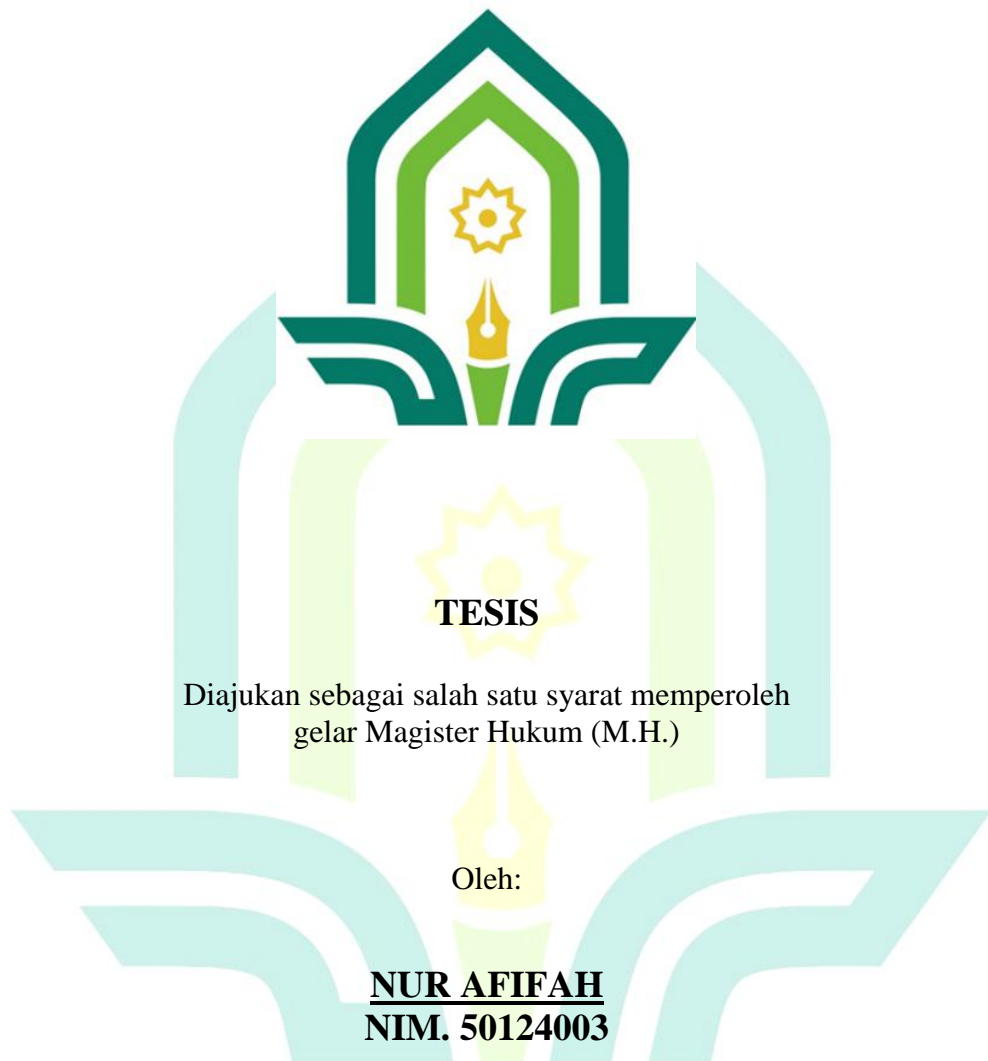 TESIS
Diajukan sebagai salah satu syarat memperoleh
gelar Magister Hukum (M.H.)
Oleh:
NUR AFIFAH
NIM. 50124003